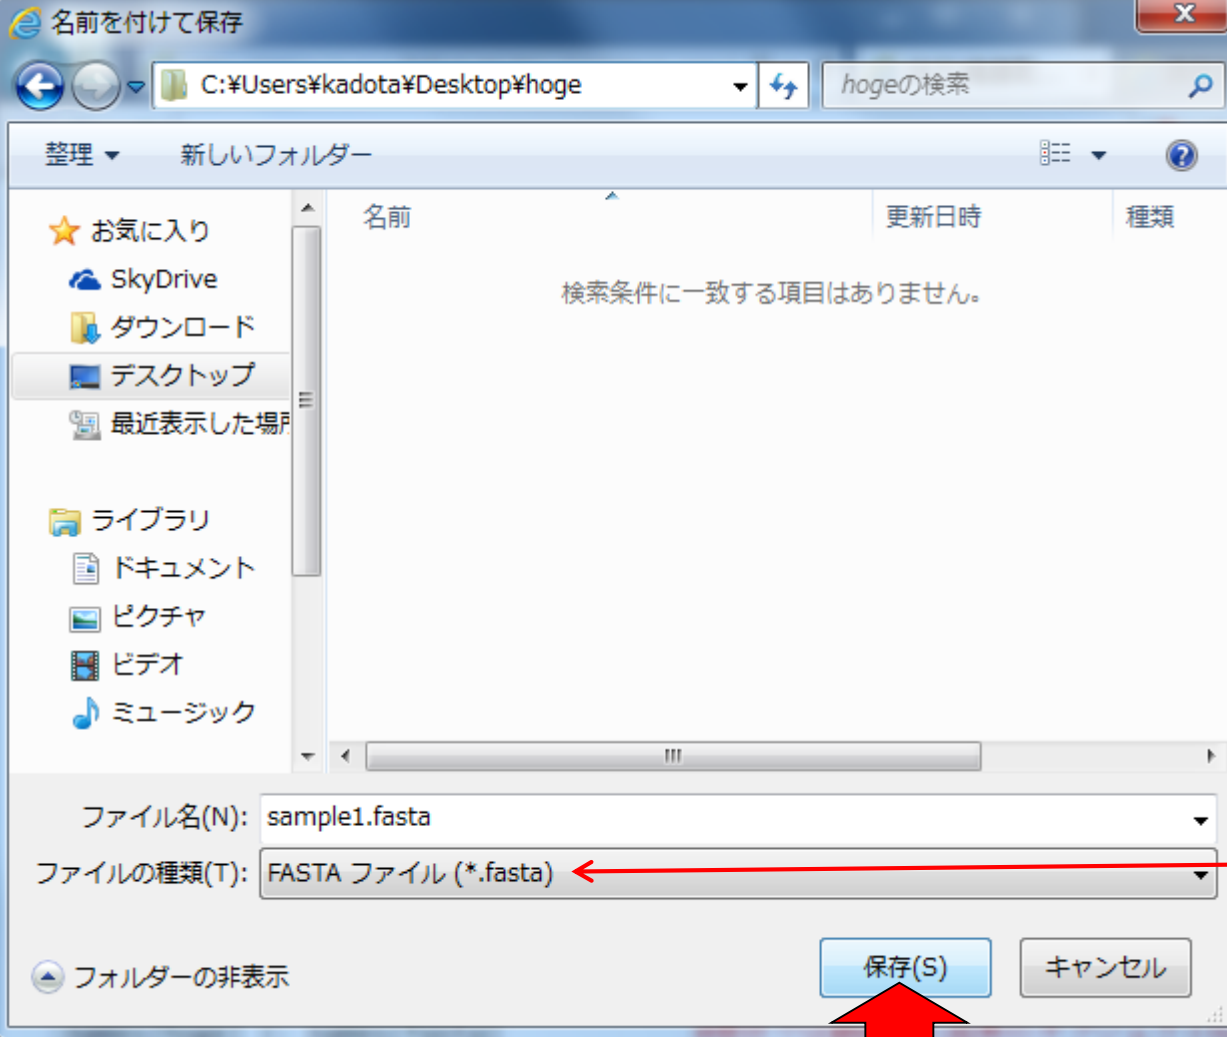 名前を付けて保存
C:¥Users¥kadota¥Desktop¥hoge
hogeの検索
整理
新しいフォルダー
名前
更新日時
種類
お気に入り
SkyDrive
ダウンロード
デスクトップ
最近表示した場所
検索条件に一致する項目はありません。
ライブラリ
ドキュメント
ピクチャ
ビデオ
ミュージック
ファイル名(N): sample1.fasta
ファイルの種類(T): FASTA ファイル (*.fasta)
フォルダーの非表示
保存(S)
キャンセル